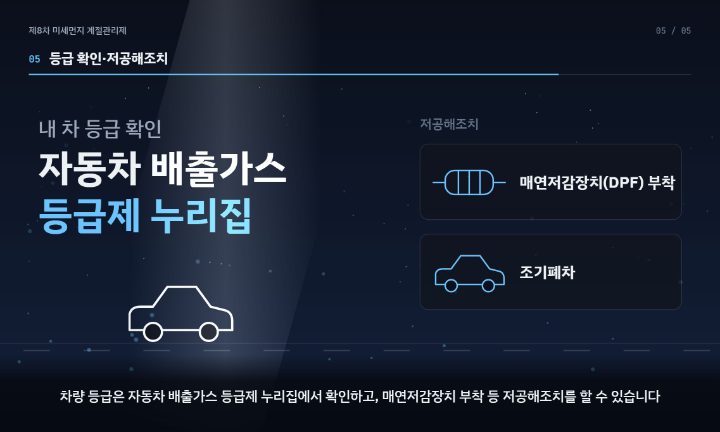 제8차 미세먼지 계절관리제
05 / 05
05 등급 확인·저공해조치
내 차 등급 확인
자동차 배출가스
등급제 누리집
저공해조치
매연저감장치(DPF) 부착
조기폐차
차량 등급은 자동차 배출가스 등급제 누리집에서 확인하고, 매연저감장치 부착 등 저공해조치를 할 수 있습니다